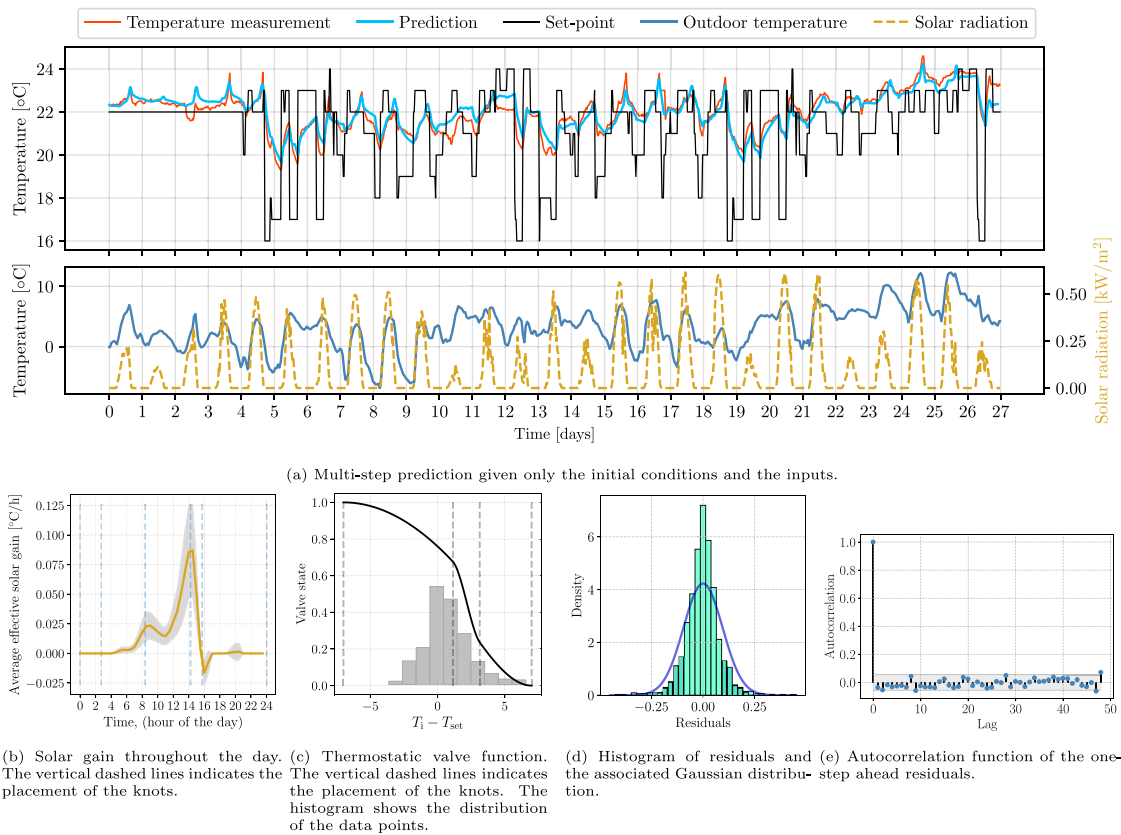 Temperature measurement Prediction Set-point Outdoor temperature Solar radiation
Temperature [∘C]
24
22
20
18
16
Temperature [∘C]
10
0
Solar radiation [kW/m²]
0.50
0.25
0.00
0 1 2 3 4 5 6 7 8 9 10 11 12 13 14 15 16 17 18 19 20 21 22 23 24 25 26 27
Time [days]
(a) Multi-step prediction given only the initial conditions and the inputs.
Average effective solar gain [°C/h]
0.125
0.100
0.075
0.050
0.025
0.000
−0.025
0 2 4 6 8 10 12 14 16 18 20 22 24
Time, (hour of the day)
Valve state
1.0
0.8
0.6
0.4
0.2
0.0
−5 0 5
Tᵢ − Tset
Density
7
6
4
2
0
−0.25 0.00 0.25
Residuals
Autocorrelation
1.0
0.8
0.6
0.4
0.2
0.0
0 10 20 30 40 50
Lag
(b) Solar gain throughout the day.
The vertical dashed lines indicates the
placement of the knots.
(c) Thermostatic valve function.
The vertical dashed lines indicates
the placement of the knots. The
histogram shows the distribution
of the data points.
(d) Histogram of residuals and
the associated Gaussian distribu-
tion.
(e) Autocorrelation function of the one-
step ahead residuals.